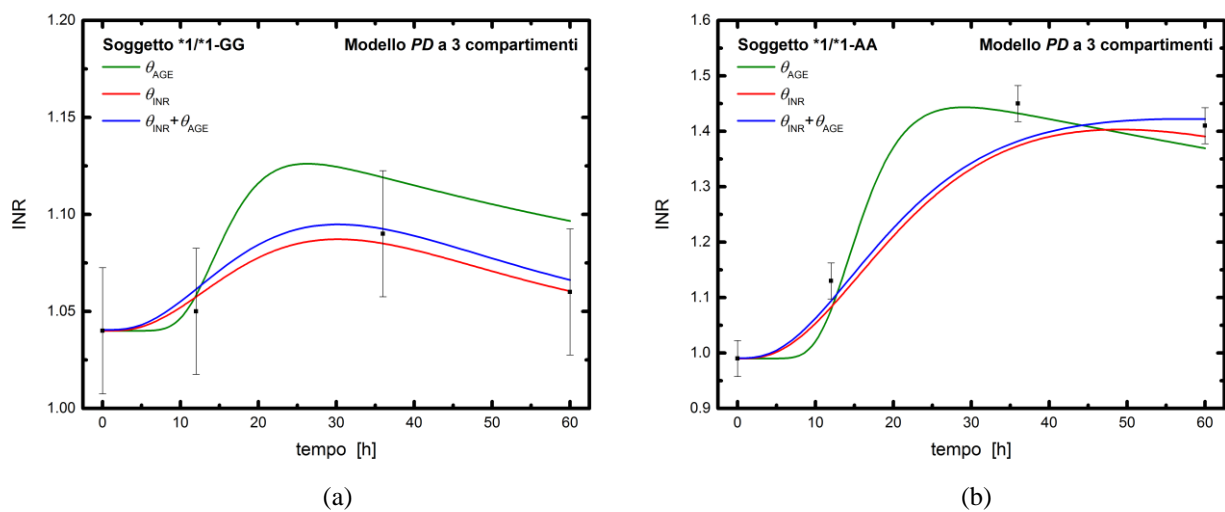 Soggetto *1/*1-GG Modello PD a 3 compartimenti
θAGE
θINR
θINR+θAGE
INR
1.20
1.15
1.10
1.05
1.00
0 10 20 30 40 50 60
tempo [h]
(a)
Soggetto *1/*1-AA Modello PD a 3 compartimenti
θAGE
θINR
θINR+θAGE
INR
1.6
1.5
1.4
1.3
1.2
1.1
1.0
0.9
0 10 20 30 40 50 60
tempo [h]
(b)